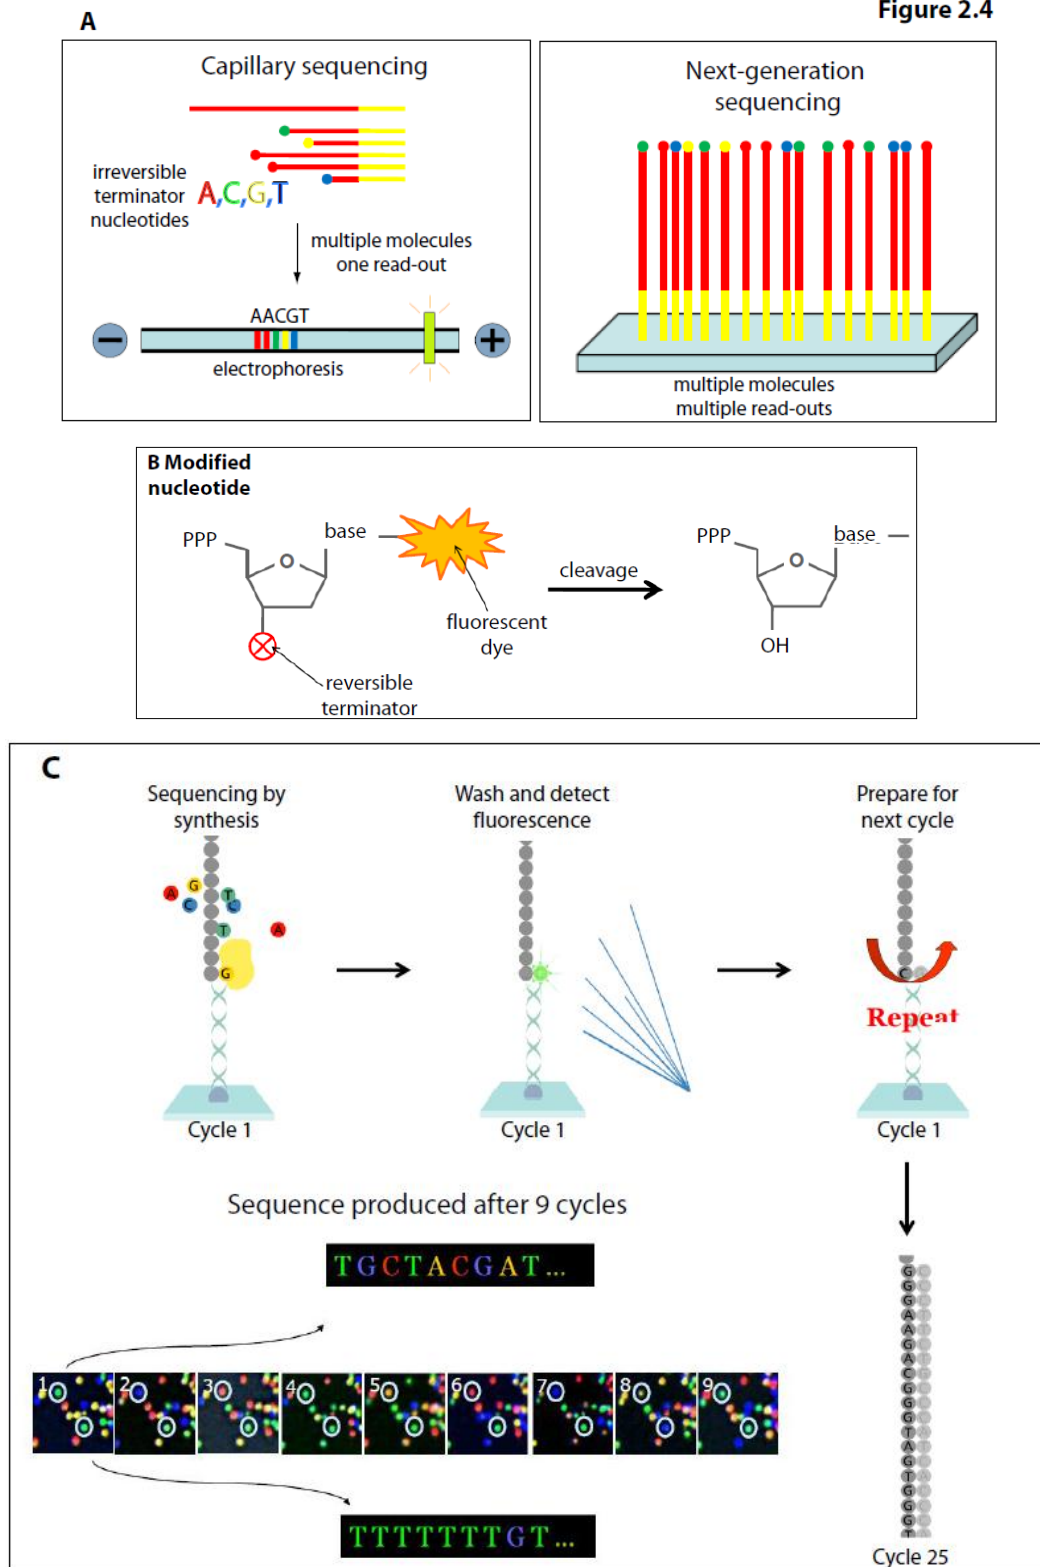 Figure 2.4
A
Capillary sequencing
irreversible
terminator
nucleotides
A,C,G,T
multiple molecules
one read-out
AACGT
−
+
electrophoresis
Next-generation
sequencing
multiple molecules
multiple read-outs
B Modified
nucleotide
PPP
O
base
fluorescent
dye
reversible
terminator
cleavage
PPP
O
base
OH
C
Sequencing by
synthesis
A
G
C
T
C
T
A
G
Cycle 1
Wash and detect
fluorescence
Cycle 1
Prepare for
next cycle
C
Repeat
Cycle 1
Sequence produced after 9 cycles
TGCTACGAT...
1 2 3 4 5 6 7 8 9
TTTTTTTGT...
G
G
G
A
A
G
A
C
G
G
G
T
A
G
T
G
G
G
T
Cycle 25